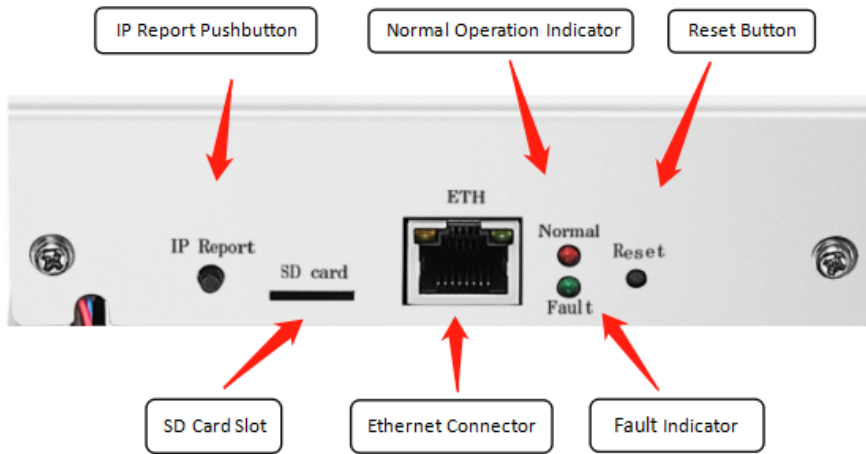 IP Report Pushbutton
Normal Operation Indicator
Reset Button
ETH
Normal
IP Report
Reset
SD card
Fault
SD Card Slot
Ethernet Connector
Fault Indicator